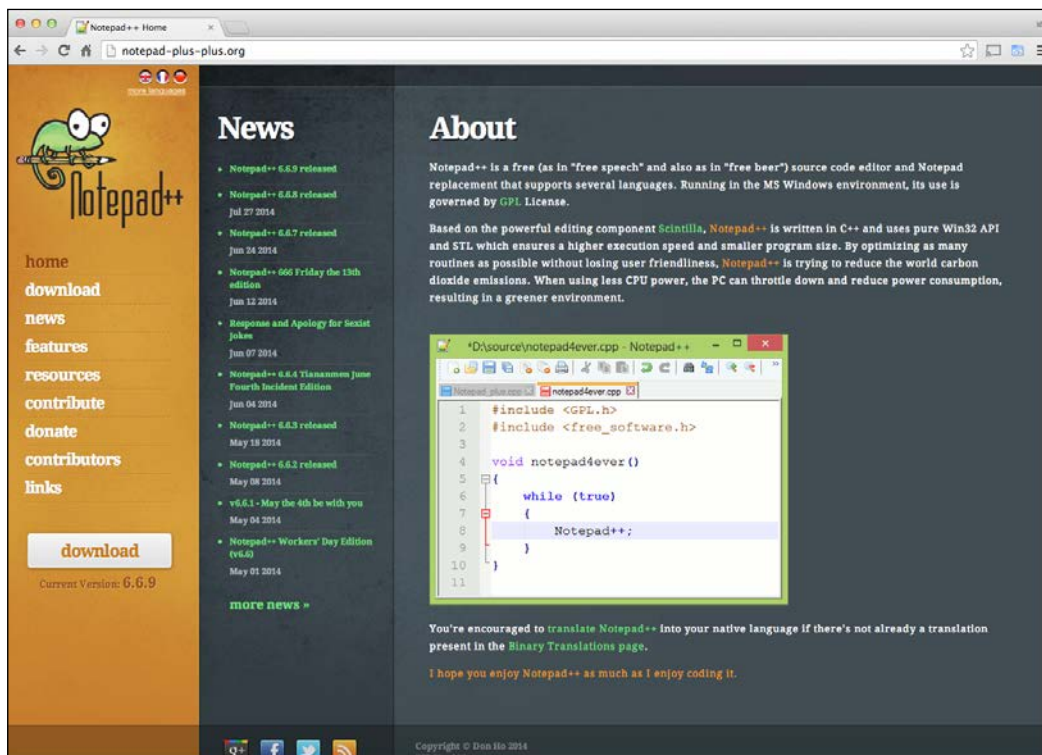 Notepad++ Home
notepad-plus-plus.org
more languages
Notepad++
home
download
news
features
resources
contribute
donate
contributors
links
download
Current Version: 6.6.9
News
Notepad++ 6.6.9 released
Notepad++ 6.6.8 released
Jul 27 2014
Notepad++ 6.6.7 released
Jun 24 2014
Notepad++ 666 Friday the 13th
edition
Jun 12 2014
Response and Apology for Sexist
Jokes
Jun 07 2014
Notepad++ 6.6.4 Tiananmen June
Fourth Incident Edition
Jun 04 2014
Notepad++ 6.6.3 released
May 18 2014
Notepad++ 6.6.2 released
May 08 2014
v6.6.1 - May the 4th be with you
May 04 2014
Notepad++ Workers' Day Edition
(v6.6)
May 01 2014
more news »
About
Notepad++ is a free (as in "free speech" and also as in "free beer") source code editor and Notepad
replacement that supports several languages. Running in the MS Windows environment, its use is
governed by GPL License.
Based on the powerful editing component Scintilla, Notepad++ is written in C++ and uses pure Win32 API
and STL which ensures a higher execution speed and smaller program size. By optimizing as many
routines as possible without losing user friendliness, Notepad++ is trying to reduce the world carbon
dioxide emissions. When using less CPU power, the PC can throttle down and reduce power consumption,
resulting in a greener environment.
*D:\source\notepad4ever.cpp - Notepad++
Notepad_plus.cpp notepad4ever.cpp
1 #include <GPL.h>
2 #include <free_software.h>
3
4 void notepad4ever()
5 {
6 while (true)
7 {
8 Notepad++;
9 }
10 }
11
You're encouraged to translate Notepad++ into your native language if there's not already a translation
present in the Binary Translations page.
I hope you enjoy Notepad++ as much as I enjoy coding it.
g+ f
Copyright © Don Ho 2014